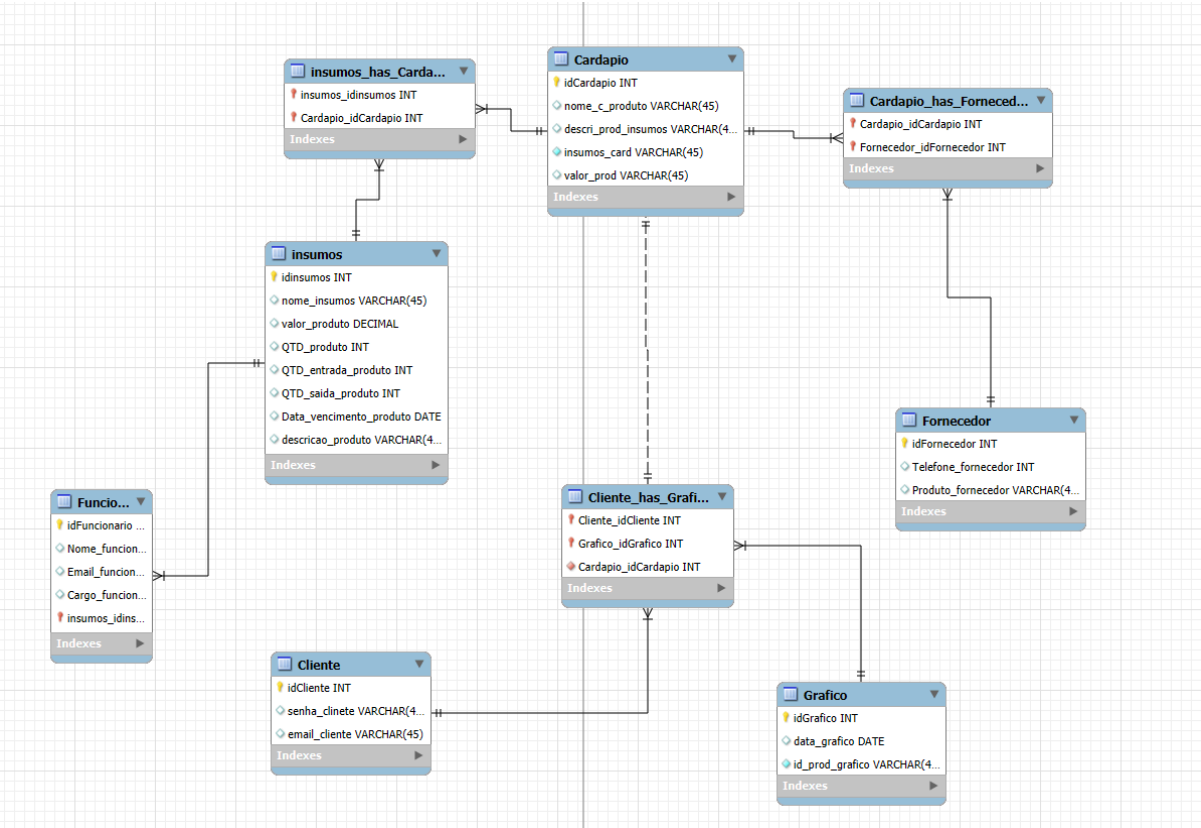 insumos_has_Carda...
insumos_idinsumos INT
Cardapio_idCardapio INT
Indexes
Cardapio
idCardapio INT
nome_c_produto VARCHAR(45)
descri_prod_insumos VARCHAR(4...
insumos_card VARCHAR(45)
valor_prod VARCHAR(45)
Indexes
Cardapio_has_Forneced...
Cardapio_idCardapio INT
Fornecedor_idFornecedor INT
Indexes
insumos
idinsumos INT
nome_insumos VARCHAR(45)
valor_produto DECIMAL
QTD_produto INT
QTD_entrada_produto INT
QTD_saida_produto INT
Data_vencimento_produto DATE
descricao_produto VARCHAR(4...
Indexes
Fornecedor
idFornecedor INT
Telefone_fornecedor INT
Produto_fornecedor VARCHAR(4...
Indexes
Funcio...
idFuncionario ...
Nome_funcion...
Email_funcion...
Cargo_funcion...
insumos_idins...
Indexes
Cliente_has_Grafi...
Cliente_idCliente INT
Grafico_idGrafico INT
Cardapio_idCardapio INT
Indexes
Cliente
idCliente INT
senha_clinete VARCHAR(4...
email_cliente VARCHAR(45)
Indexes
Grafico
idGrafico INT
data_grafico DATE
id_prod_grafico VARCHAR(4...
Indexes